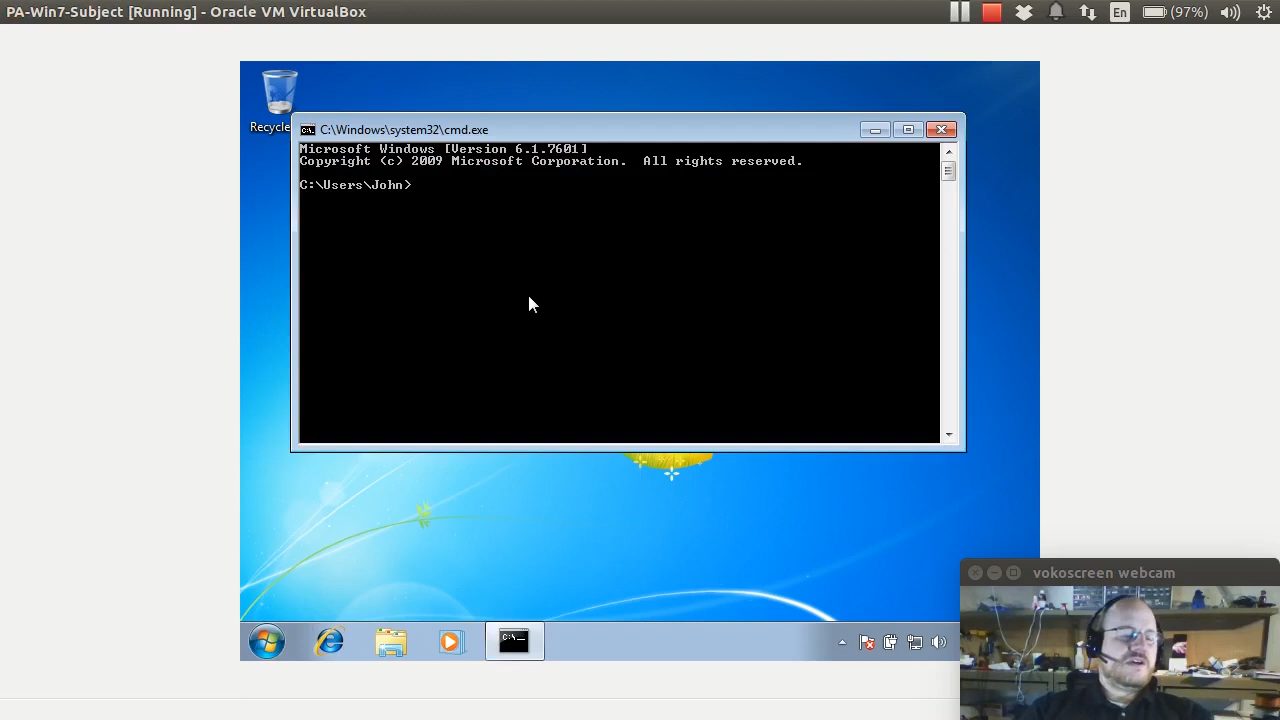 PA-Win7-Subject [Running] - Oracle VM VirtualBox
En
(97%)
Recycle
C:\.
C:\Windows\system32\cmd.exe
Microsoft Windows [Version 6.1.7601]
Copyright (c) 2009 Microsoft Corporation.  All rights reserved.
C:\Users\John>
vokoscreen webcam
C:\.